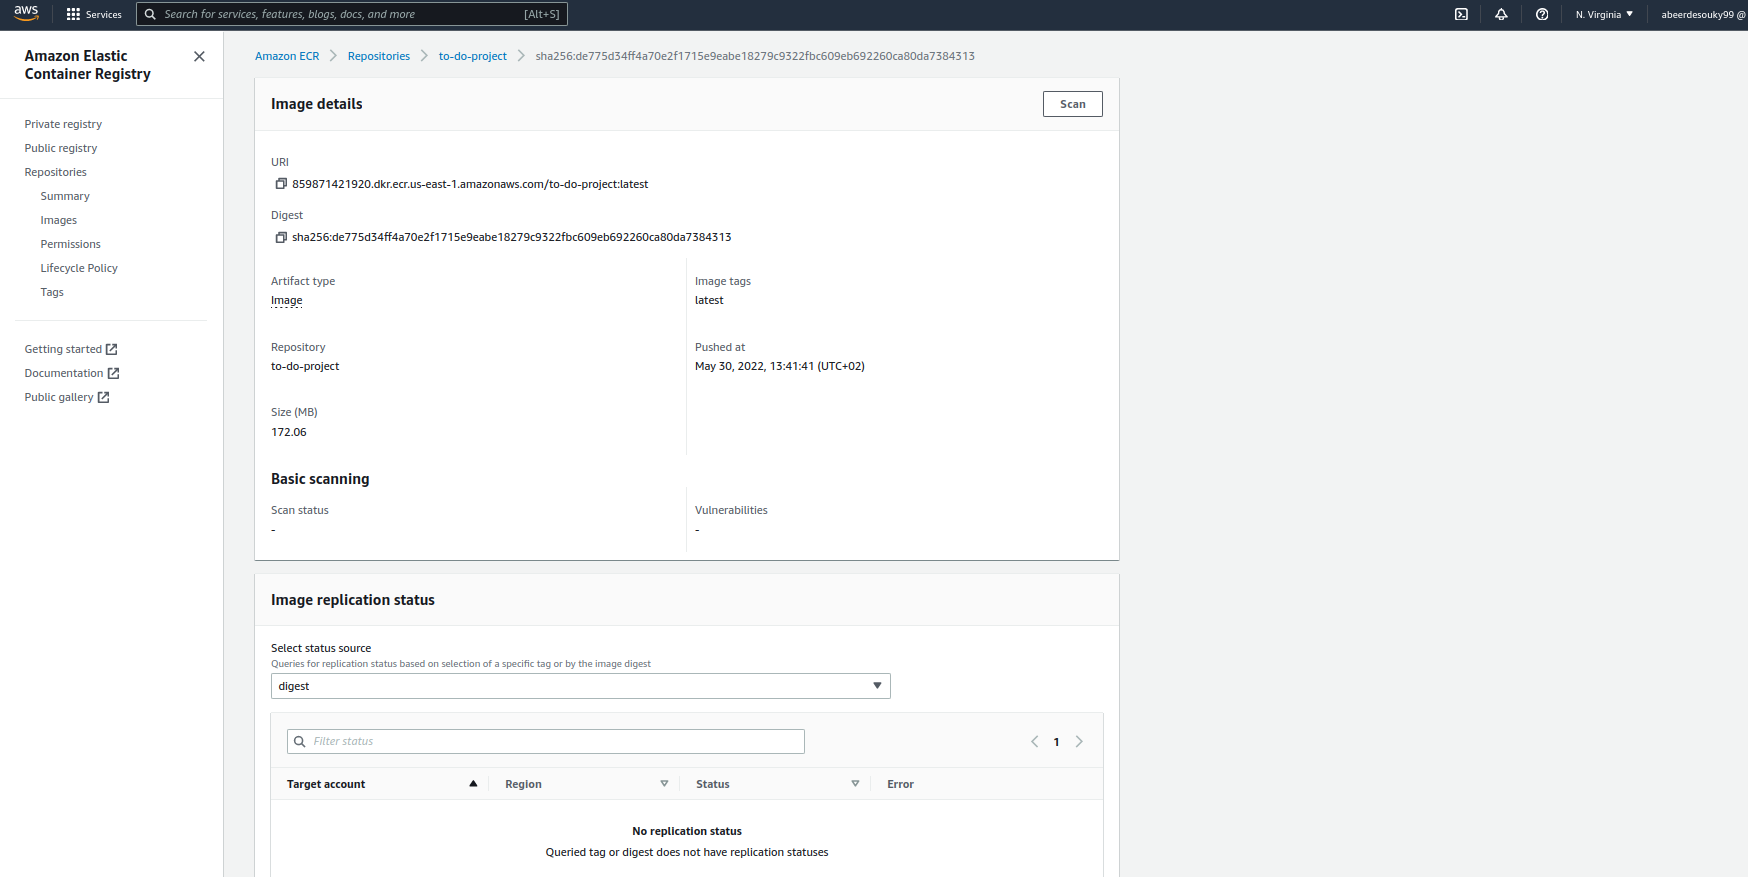 aws
Services
Search for services, features, blogs, docs, and more [Alt+S]
N. Virginia
abeerdesouky99 @
Amazon Elastic
Container Registry
Private registry
Public registry
Repositories
Summary
Images
Permissions
Lifecycle Policy
Tags
Getting started
Documentation
Public gallery
Amazon ECR
Repositories
to-do-project
sha256:de775d34ff4a70e2f1715e9eabe18279c9322fbc609eb692260ca80da7384313
Image details
Scan
URI
859871421920.dkr.ecr.us-east-1.amazonaws.com/to-do-project:latest
Digest
sha256:de775d34ff4a70e2f1715e9eabe18279c9322fbc609eb692260ca80da7384313
Artifact type
Image
Image tags
latest
Repository
to-do-project
Pushed at
May 30, 2022, 13:41:41 (UTC+02)
Size (MB)
172.06
Basic scanning
Scan status
-
Vulnerabilities
-
Image replication status
Select status source
Queries for replication status based on selection of a specific tag or by the image digest
digest
Filter status
1
Target account Region Status Error
No replication status
Queried tag or digest does not have replication statuses